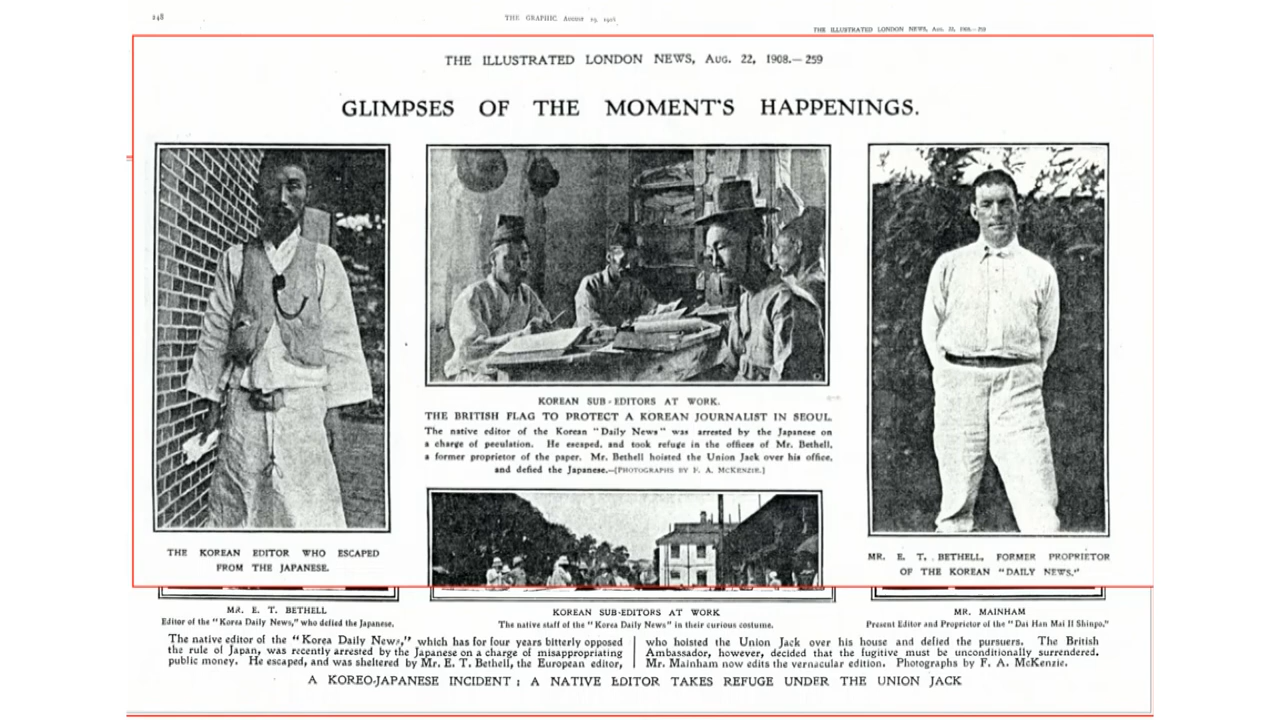 248
THE GRAPHIC, August 29, 1908
THE ILLUSTRATED LONDON NEWS, Aug. 22, 1908.—259
THE ILLUSTRATED LONDON NEWS, Aug. 22, 1908.—259
GLIMPSES OF THE MOMENT'S HAPPENINGS.
KOREAN SUB-EDITORS AT WORK.
THE BRITISH FLAG TO PROTECT A KOREAN JOURNALIST IN SEOUL.
The native editor of the Korean "Daily News" was arrested by the Japanese on
a charge of peculation. He escaped, and took refuge in the offices of Mr. Bethell,
a former proprietor of the paper. Mr. Bethell hoisted the Union Jack over his office,
and defied the Japanese.—[PHOTOGRAPHS BY F. A. MCKENZIE.]
THE KOREAN EDITOR WHO ESCAPED
FROM THE JAPANESE.
MR. E. T. BETHELL, FORMER PROPRIETOR
OF THE KOREAN "DAILY NEWS."
MR. E. T. BETHELL
Editor of the "Korea Daily News," who defied the Japanese.
KOREAN SUB-EDITORS AT WORK
The native staff of the "Korea Daily News" in their curious costume.
MR. MAINHAM
Present Editor and Proprietor of the "Dai Han Mai Il Shinpo."
The native editor of the "Korea Daily News," which has for four years bitterly opposed
the rule of Japan, was recently arrested by the Japanese on a charge of misappropriating
public money. He escaped, and was sheltered by Mr. E. T. Bethell, the European editor,
who hoisted the Union Jack over his house and defied the pursuers. The British
Ambassador, however, decided that the fugitive must be unconditionally surrendered.
Mr. Mainham now edits the vernacular edition. Photographs by F. A. McKenzie.
A KOREO-JAPANESE INCIDENT: A NATIVE EDITOR TAKES REFUGE UNDER THE UNION JACK